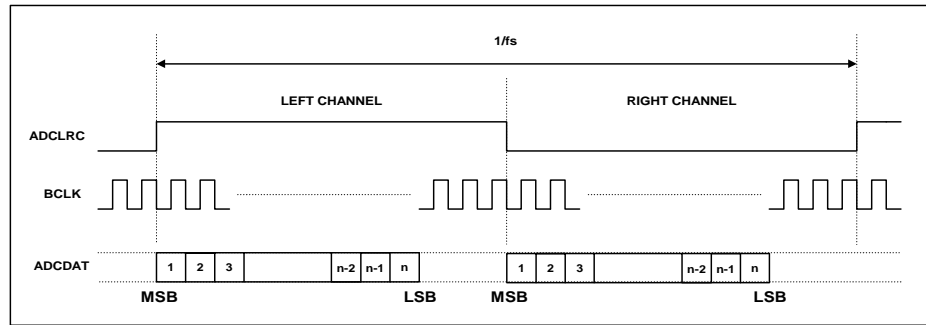 1/fs
LEFT CHANNEL RIGHT CHANNEL
ADCLRC
BCLK
ADCDAT 1 2 3 n-2 n-1 n 1 2 3 n-2 n-1 n
MSB LSB MSB LSB